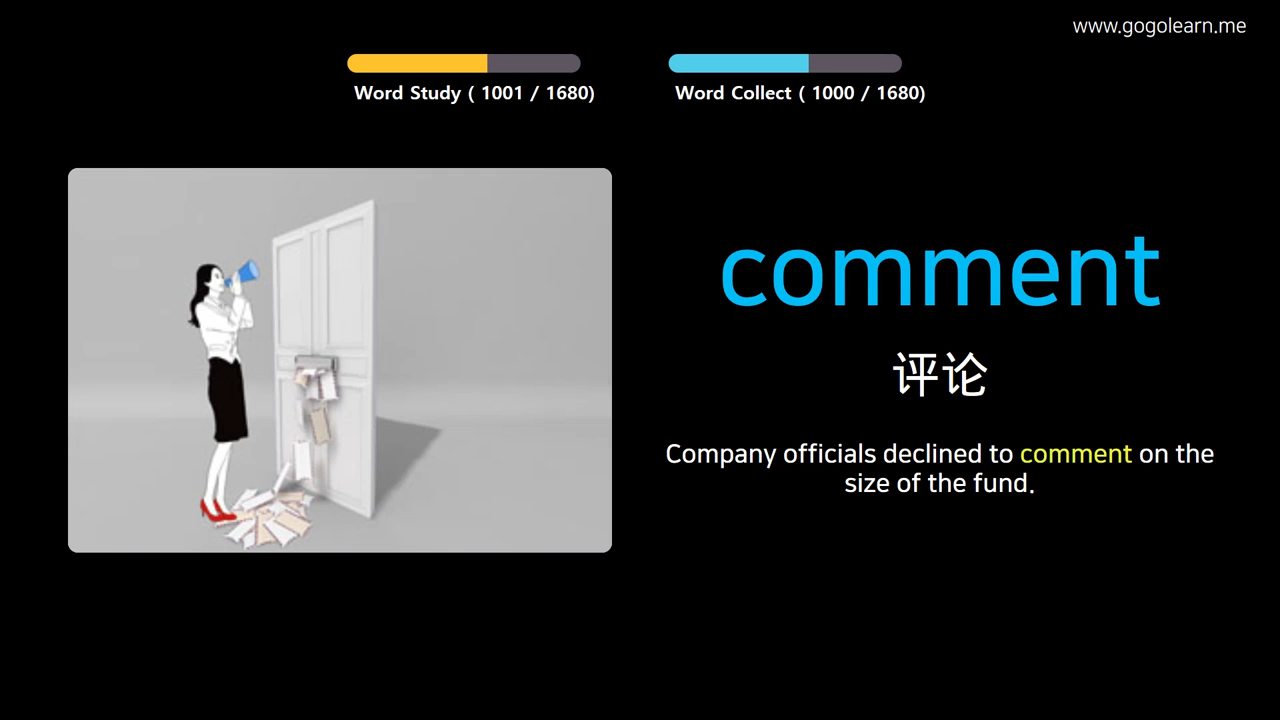 www.gogolearn.me
Word Study ( 1001 / 1680)
Word Collect ( 1000 / 1680)
comment
评论
Company officials declined to comment on the
size of the fund.